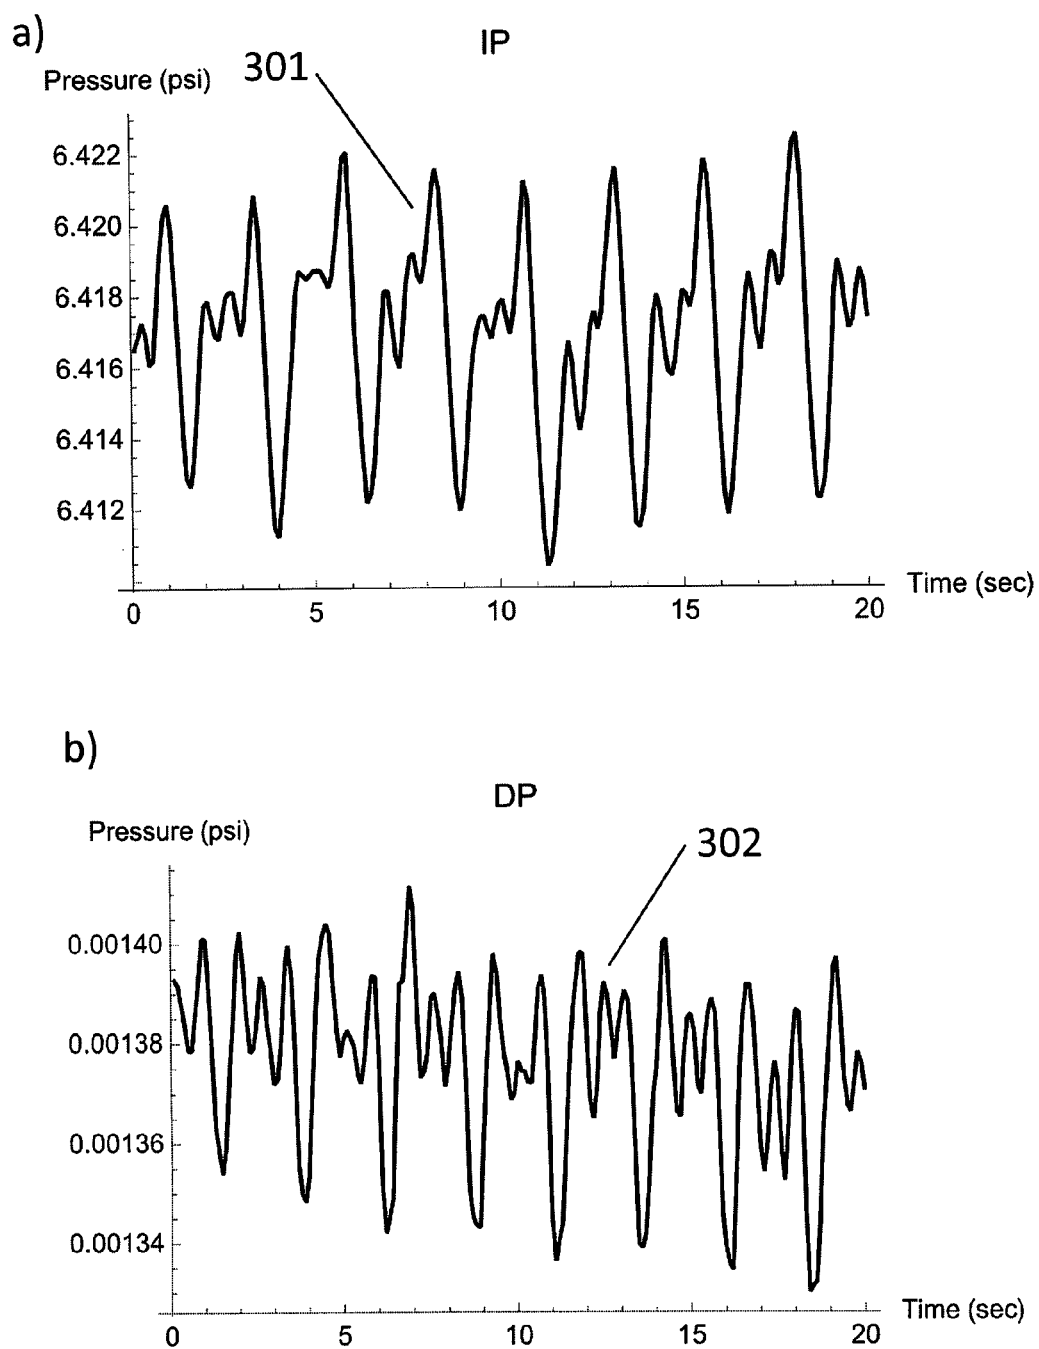 a)
IP
301
Pressure (psi)
6.422
6.420
6.418
6.416
6.414
6.412
0 5 10 15 20
Time (sec)
b)
DP
Pressure (psi)
302
0.00140
0.00138
0.00136
0.00134
0 5 10 15 20
Time (sec)